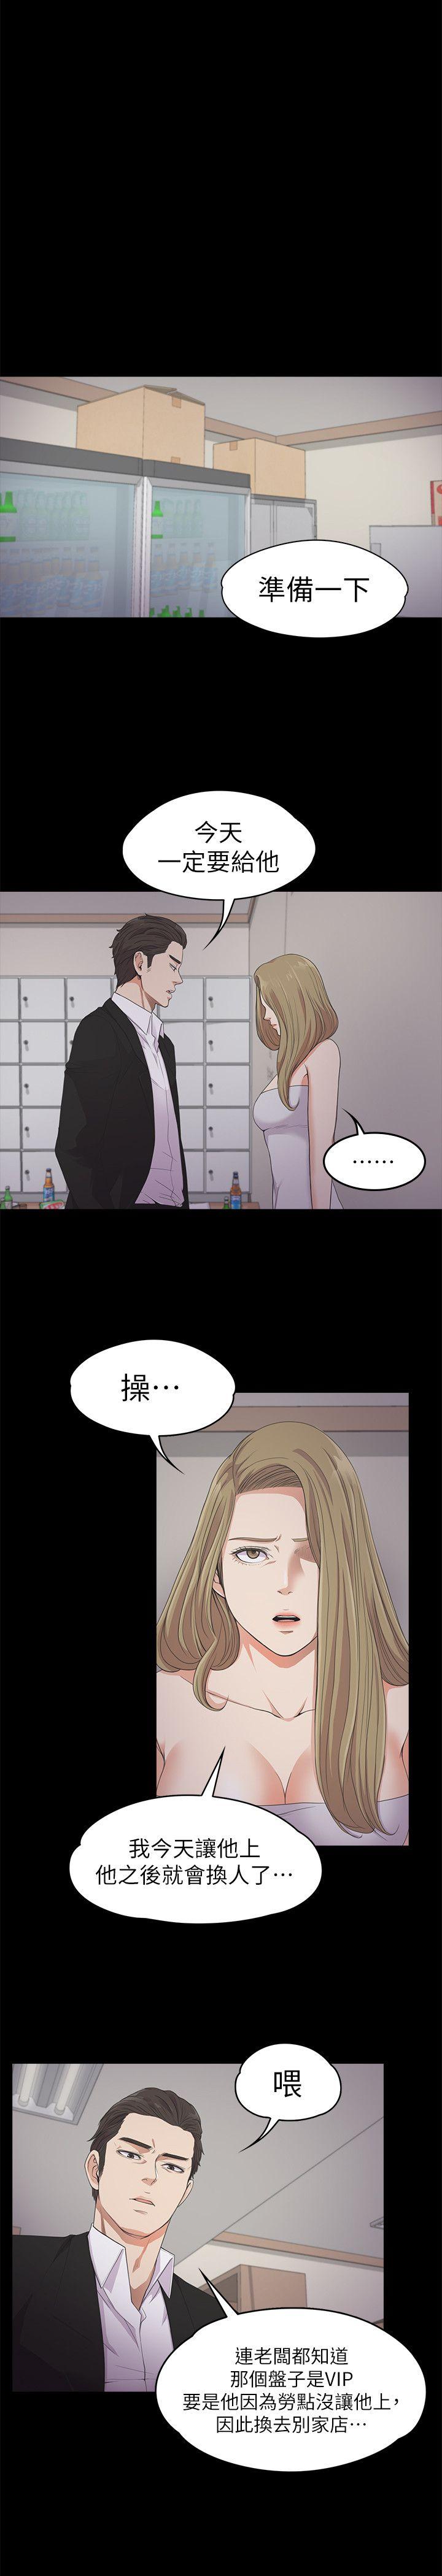 準備一下
今天
一定要給他
……
操…
我今天讓他上
他之後就會換人了…
喂
連老闆都知道
那個盤子是VIP
要是他因為勞點沒讓他上，
因此換去別家店…